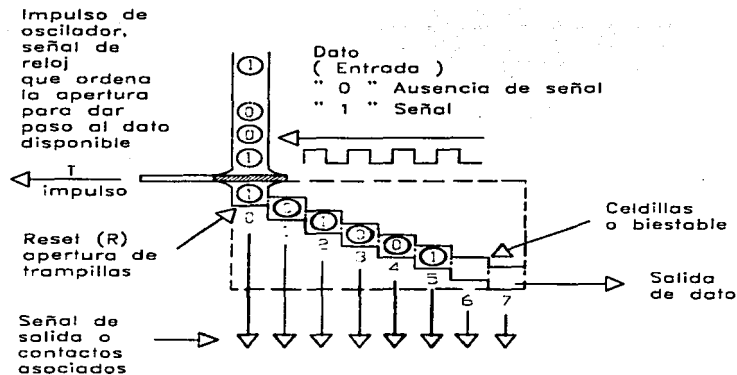 Impulso de
oscilador,
señal de
reloj
que ordena
la apertura
para dar
paso al dato
disponible
Dato
( Entrada )
" 0 " Ausencia de señal
" 1 " Señal
1
0
0
1
T
impulso
1
0
1
0
0
1
0
1
2
3
4
5
6
7
Celdillas
o biestable
Reset (R)
apertura de
trampillas
Salida
de dato
Señal de
salida o
contactos
asociados